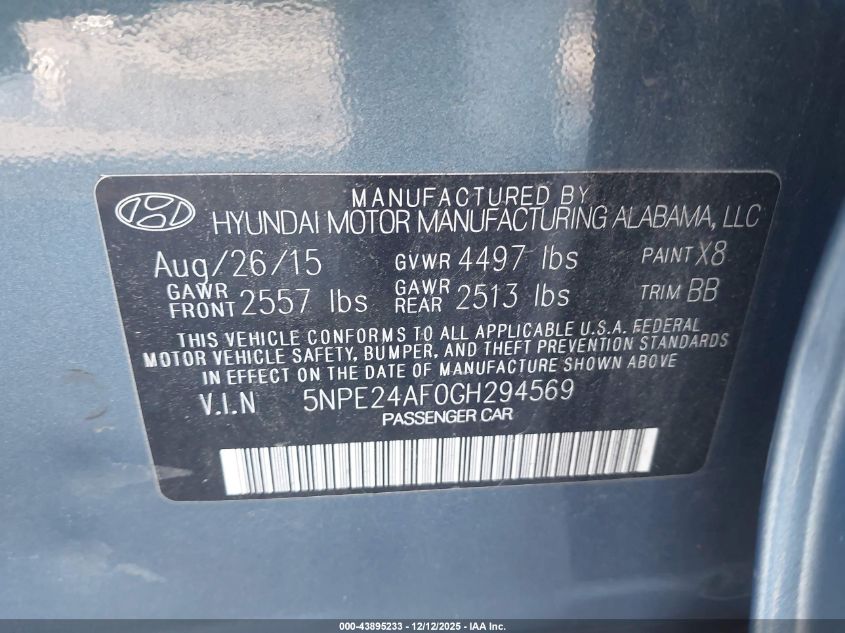 MANUFACTURED BY
HYUNDAI MOTOR MANUFACTURING ALABAMA, LLC
Aug/26/15 GVWR 4497 lbs PAINT X8
GAWR FRONT 2557 lbs GAWR REAR 2513 lbs TRIM BB
THIS VEHICLE CONFORMS TO ALL APPLICABLE U.S.A. FEDERAL
MOTOR VEHICLE SAFETY, BUMPER, AND THEFT PREVENTION STANDARDS
IN EFFECT ON THE DATE OF MANUFACTURE SHOWN ABOVE
V.I.N 5NPE24AF0GH294569
PASSENGER CAR
000-43895233 - 12/12/2025 - IAA Inc.